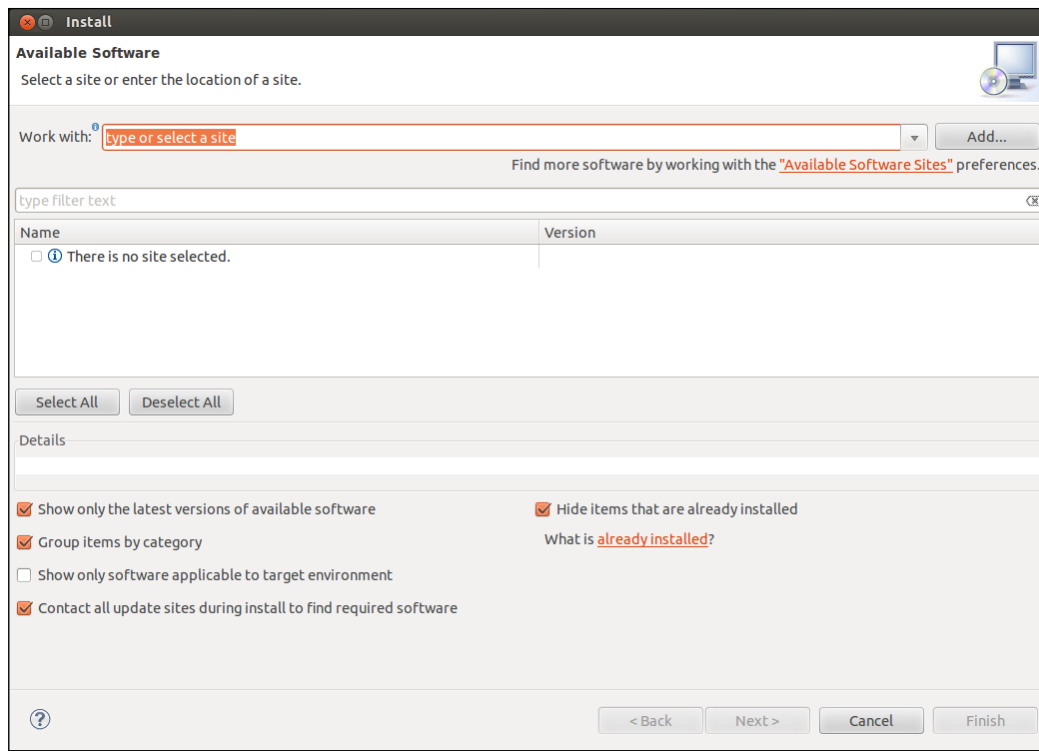 Install
Available Software
Select a site or enter the location of a site.
Work with: type or select a site Add...
Find more software by working with the "Available Software Sites" preferences.
type filter text
Name Version
There is no site selected.
Select All Deselect All
Details
Show only the latest versions of available software Hide items that are already installed
Group items by category What is already installed?
Show only software applicable to target environment
Contact all update sites during install to find required software
? < Back Next > Cancel Finish